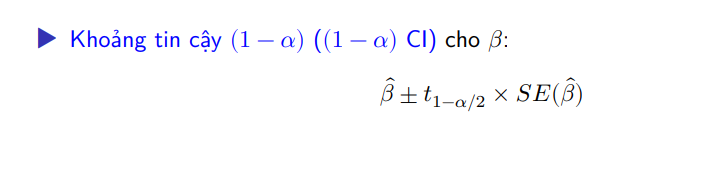 ▶ Khoảng tin cậy (1 − α) ((1 − α) CI) cho β:
β̂ ± t₁₋α/₂ × SE(β̂)